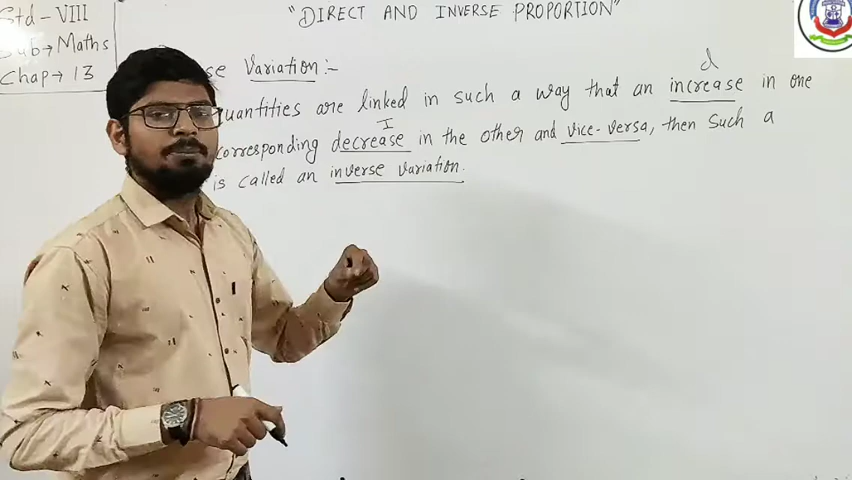 Std - VIII
Sub → Maths
Chap → 13
"DIRECT AND INVERSE PROPORTION"
se Variation :-
uantities are linked in such a way that an increase in one
d
corresponding decrease in the other and vice-versa, then such a
I
is called an inverse variation.